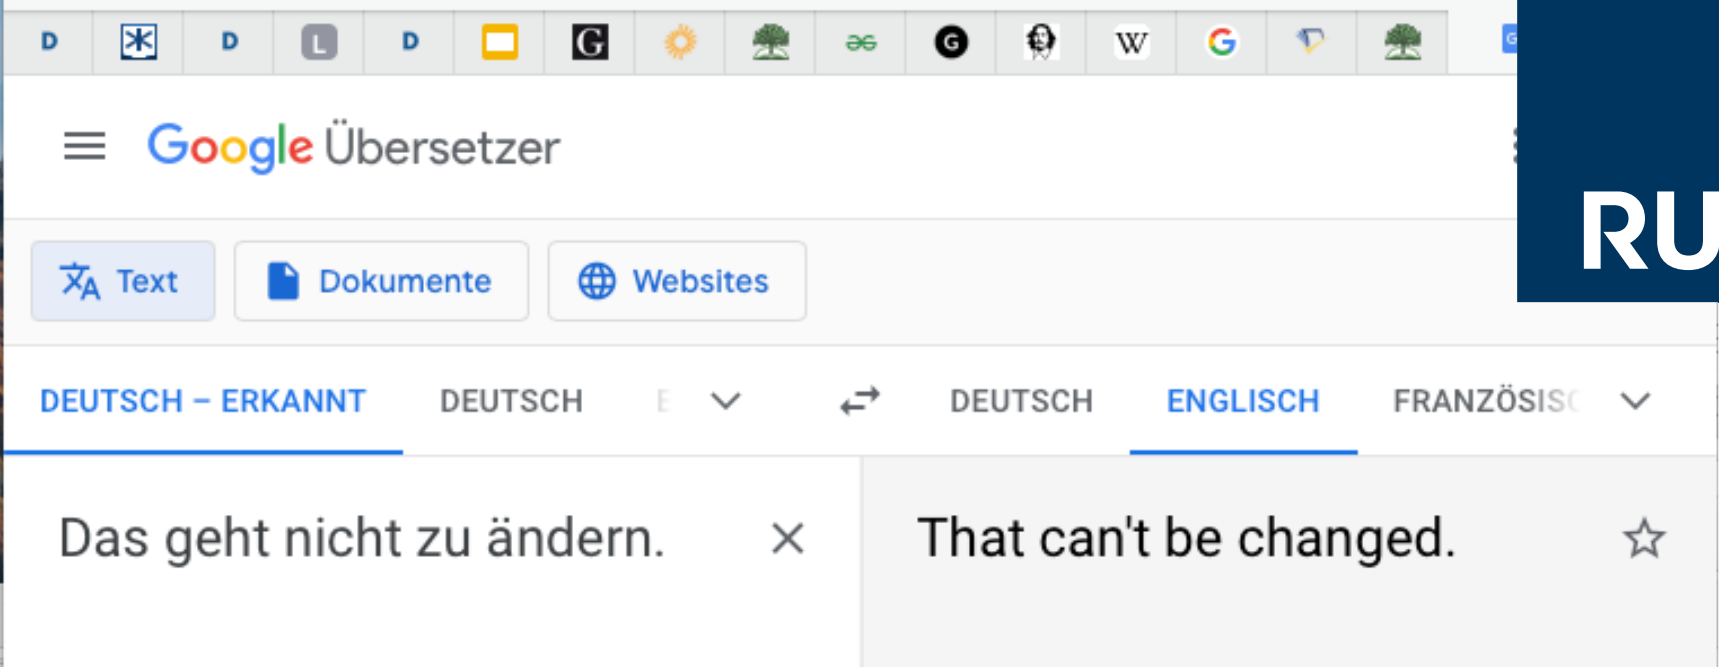 D D L D G G W G G
RU
Google Übersetzer
Text Dokumente Websites
DEUTSCH – ERKANNT DEUTSCH E DEUTSCH ENGLISCH FRANZÖSISC
Das geht nicht zu ändern. That can't be changed.